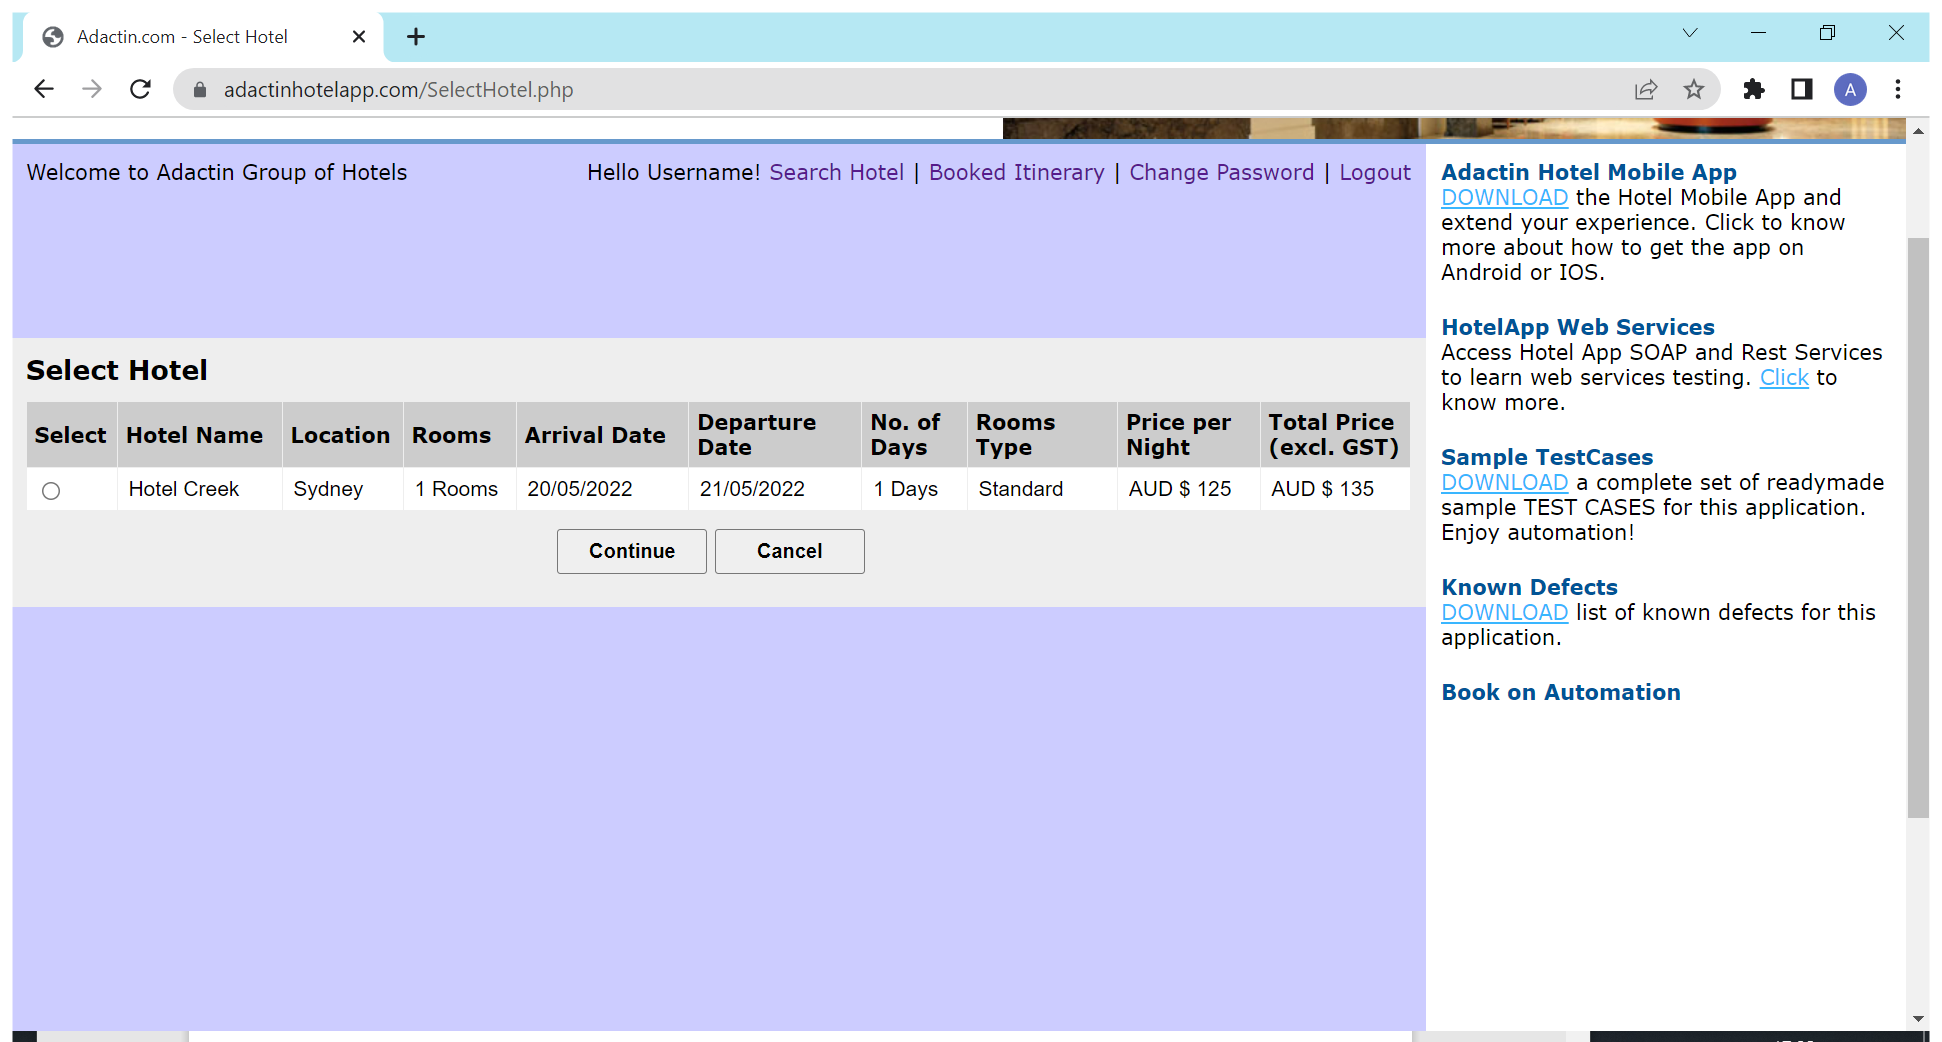 Adactin.com - Select Hotel
adactinhotelapp.com/SelectHotel.php
A
Welcome to Adactin Group of Hotels
Hello Username! Search Hotel | Booked Itinerary | Change Password | Logout
Select Hotel
Select Hotel Name Location Rooms Arrival Date Departure Date No. of Days Rooms Type Price per Night Total Price (excl. GST)
Hotel Creek Sydney 1 Rooms 20/05/2022 21/05/2022 1 Days Standard AUD $ 125 AUD $ 135
Continue Cancel
Adactin Hotel Mobile App
DOWNLOAD the Hotel Mobile App and
extend your experience. Click to know
more about how to get the app on
Android or IOS.
HotelApp Web Services
Access Hotel App SOAP and Rest Services
to learn web services testing. Click to
know more.
Sample TestCases
DOWNLOAD a complete set of readymade
sample TEST CASES for this application.
Enjoy automation!
Known Defects
DOWNLOAD list of known defects for this
application.
Book on Automation